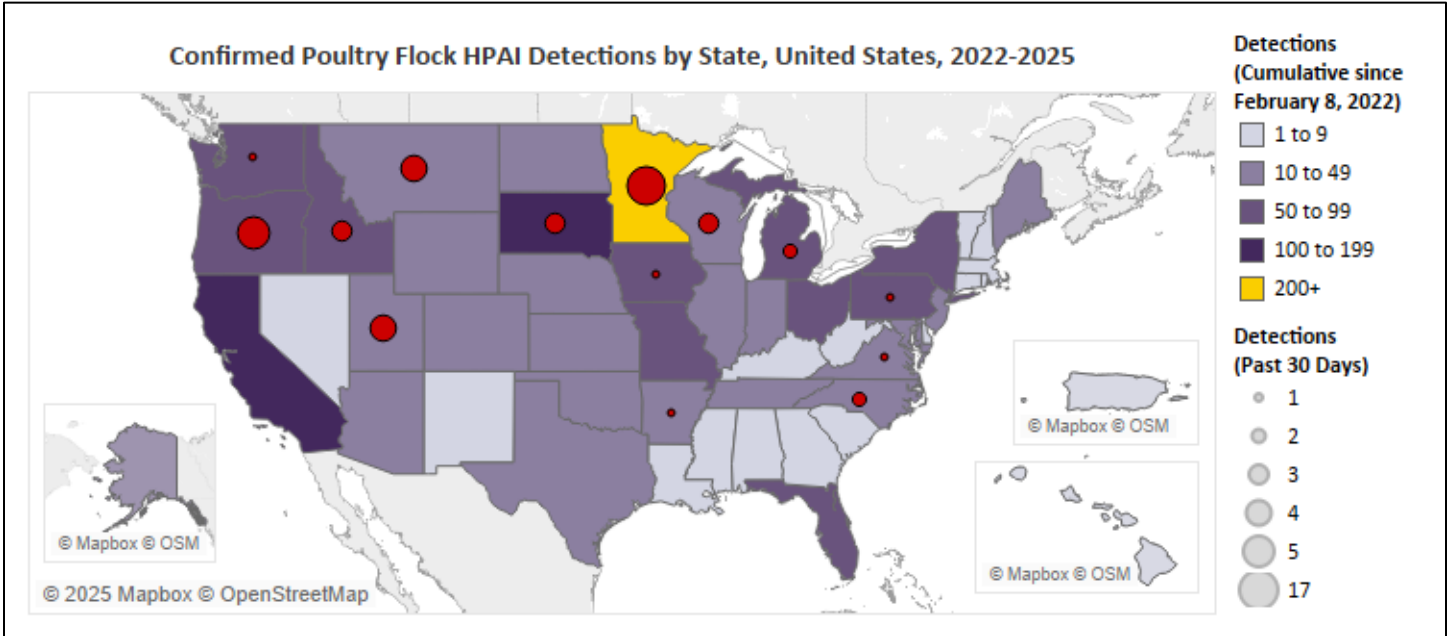 Confirmed Poultry Flock HPAI Detections by State, United States, 2022-2025
Detections
(Cumulative since
February 8, 2022)
1 to 9
10 to 49
50 to 99
100 to 199
200+
Detections
(Past 30 Days)
1
2
3
4
5
17
© Mapbox © OSM
© Mapbox © OSM
© Mapbox © OSM
© 2025 Mapbox © OpenStreetMap